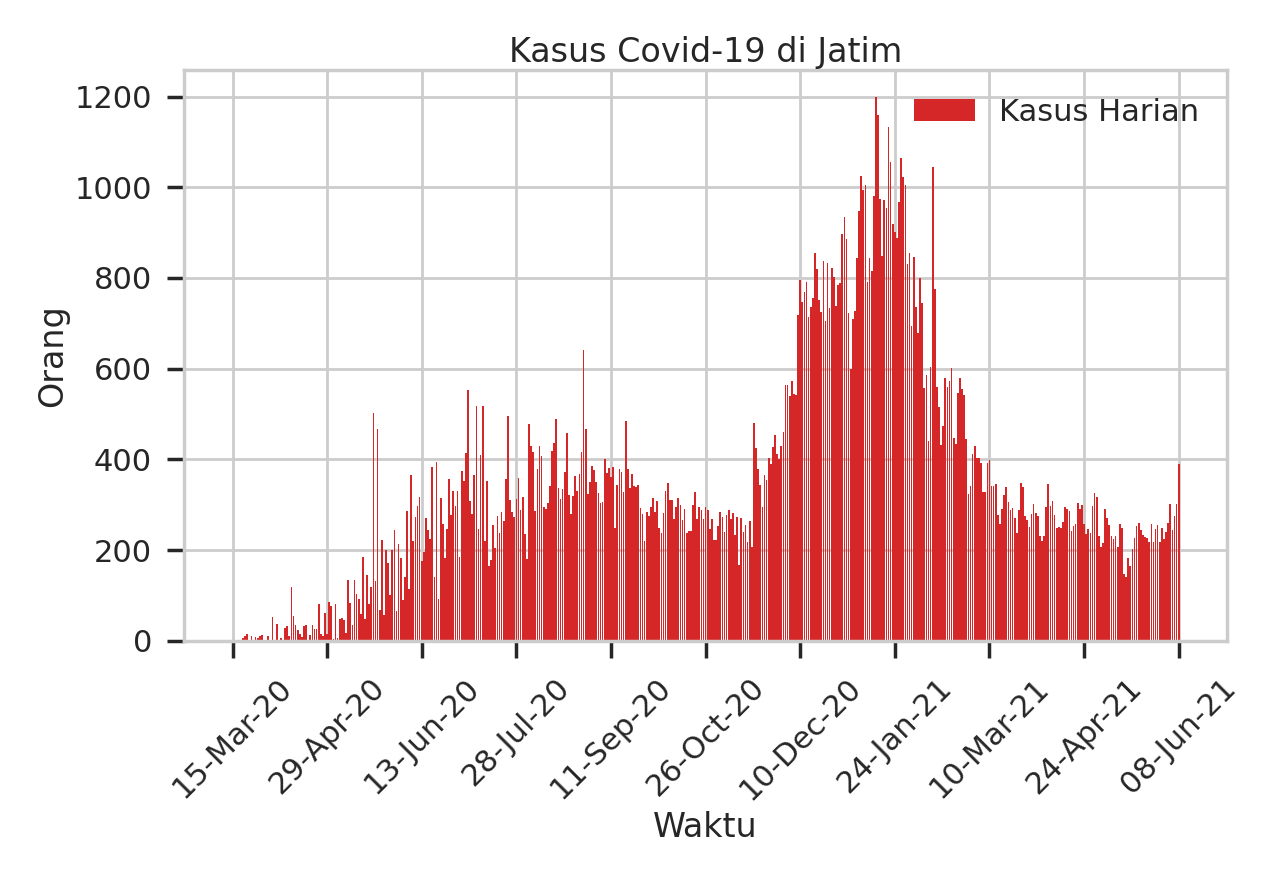 Kasus Covid-19 di Jatim
Kasus Harian
Orang
1200
1000
800
600
400
200
0
15-Mar-20
29-Apr-20
13-Jun-20
28-Jul-20
11-Sep-20
26-Oct-20
10-Dec-20
24-Jan-21
10-Mar-21
24-Apr-21
08-Jun-21
Waktu